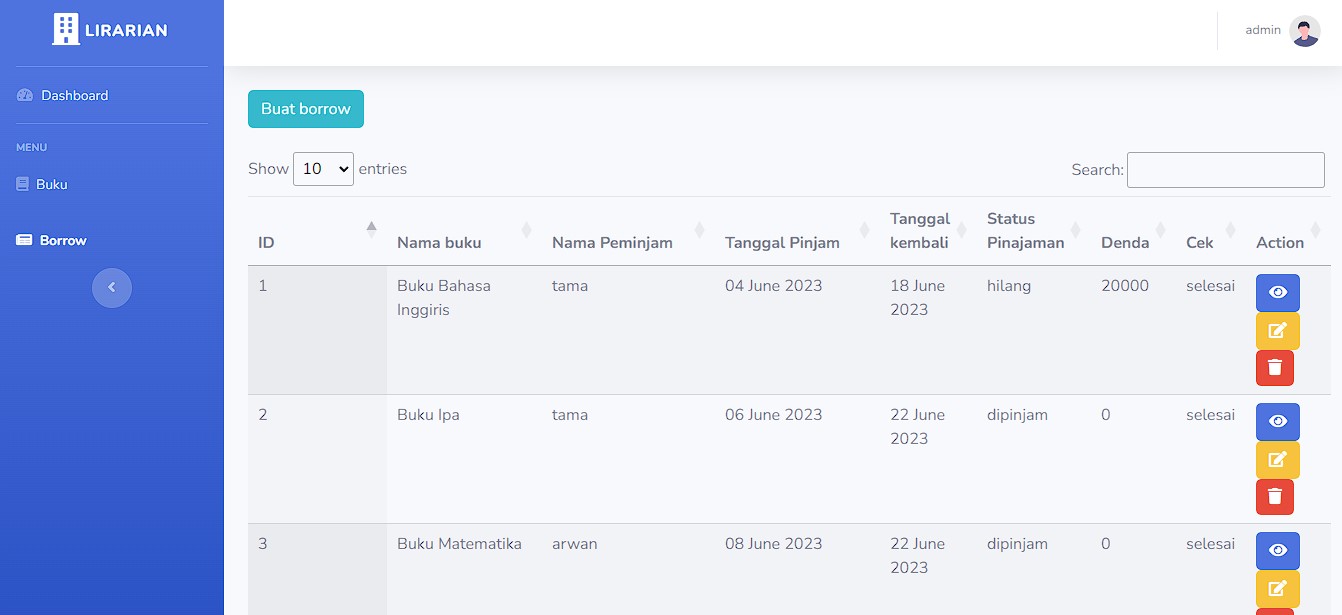 LIRARIAN
admin
Dashboard
MENU
Buku
Borrow
Buat borrow
Show 10 entries
Search:
ID Nama buku Nama Peminjam Tanggal Pinjam Tanggal kembali Status Pinajaman Denda Cek Action
1 Buku Bahasa Inggiris tama 04 June 2023 18 June 2023 hilang 20000 selesai
2 Buku Ipa tama 06 June 2023 22 June 2023 dipinjam 0 selesai
3 Buku Matematika arwan 08 June 2023 22 June 2023 dipinjam 0 selesai